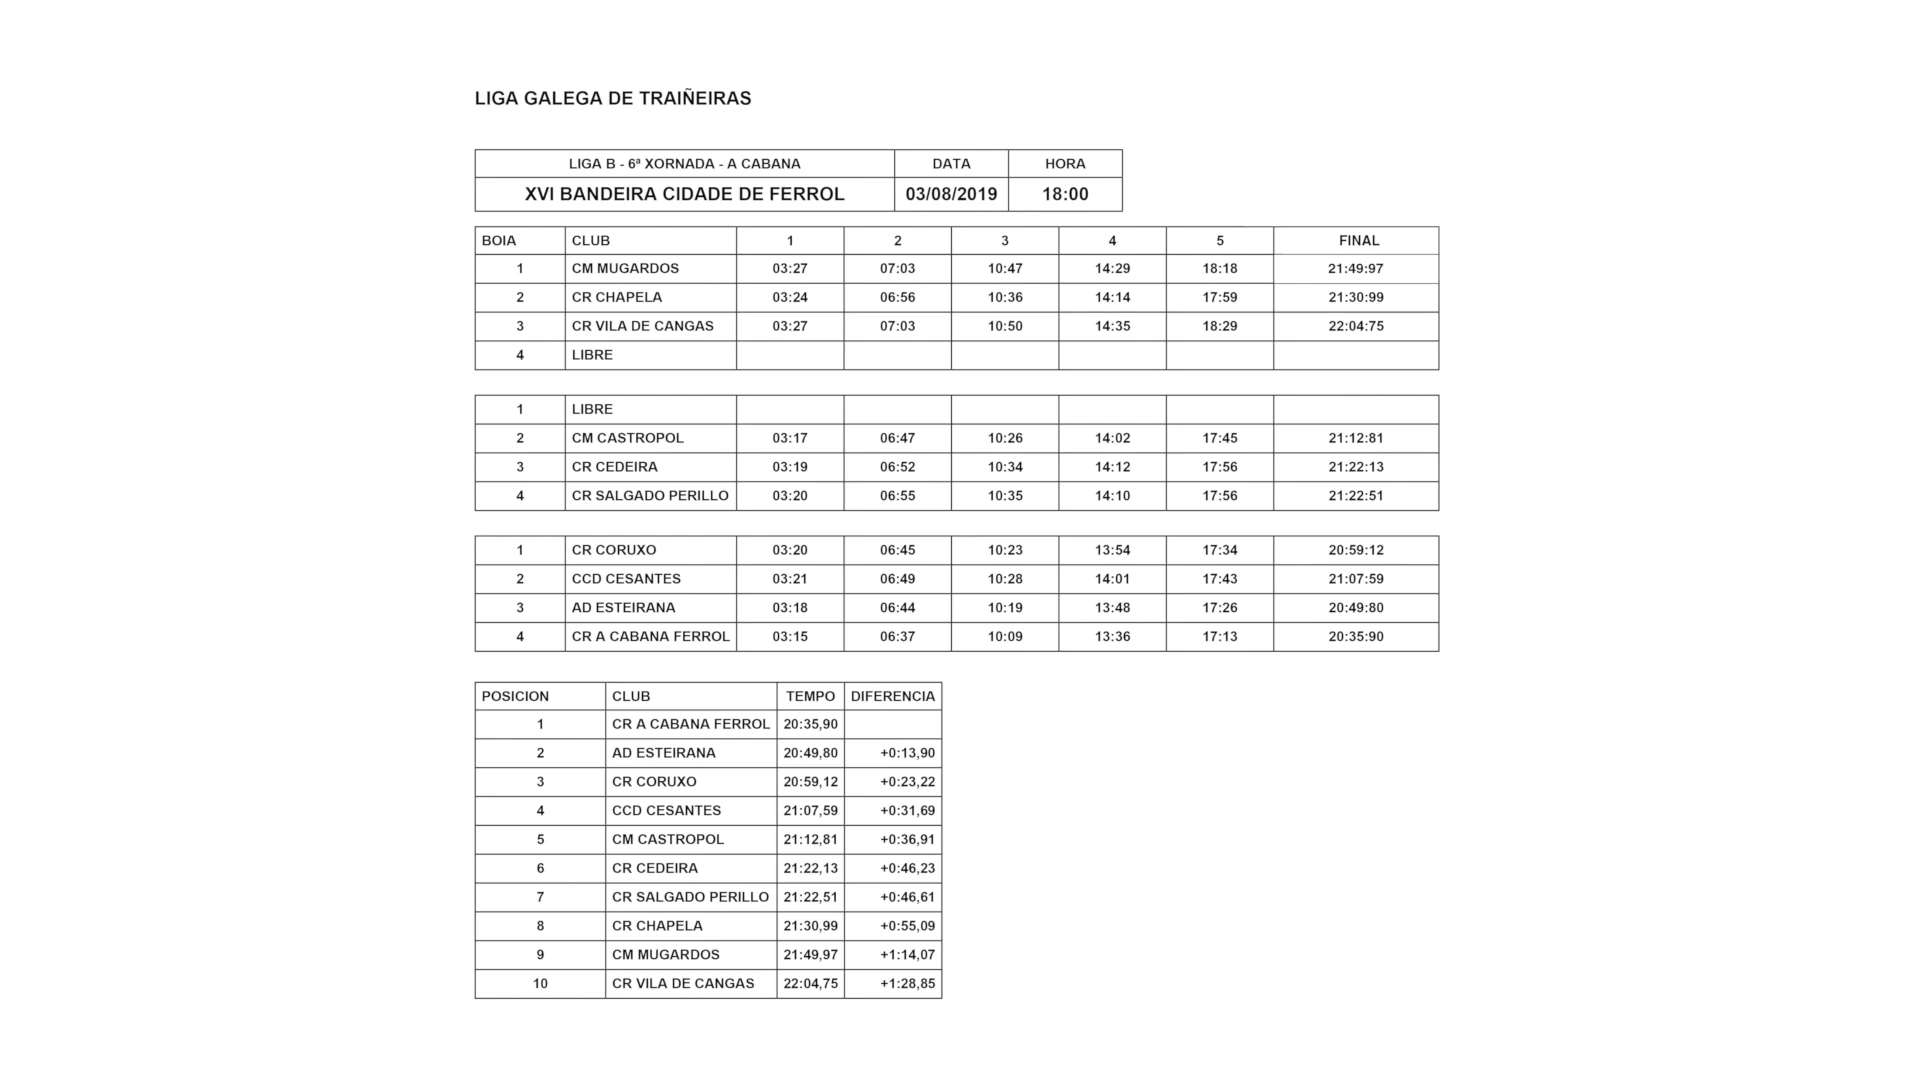 LIGA GALEGA DE TRAIÑEIRAS
LIGA B - 6ª XORNADA - A CABANA DATA HORA
XVI BANDEIRA CIDADE DE FERROL 03/08/2019 18:00
BOIA CLUB 1 2 3 4 5 FINAL
1 CM MUGARDOS 03:27 07:03 10:47 14:29 18:18 21:49:97
2 CR CHAPELA 03:24 06:56 10:36 14:14 17:59 21:30:99
3 CR VILA DE CANGAS 03:27 07:03 10:50 14:35 18:29 22:04:75
4 LIBRE
1 LIBRE
2 CM CASTROPOL 03:17 06:47 10:26 14:02 17:45 21:12:81
3 CR CEDEIRA 03:19 06:52 10:34 14:12 17:56 21:22:13
4 CR SALGADO PERILLO 03:20 06:55 10:35 14:10 17:56 21:22:51
1 CR CORUXO 03:20 06:45 10:23 13:54 17:34 20:59:12
2 CCD CESANTES 03:21 06:49 10:28 14:01 17:43 21:07:59
3 AD ESTEIRANA 03:18 06:44 10:19 13:48 17:26 20:49:80
4 CR A CABANA FERROL 03:15 06:37 10:09 13:36 17:13 20:35:90
POSICION CLUB TEMPO DIFERENCIA
1 CR A CABANA FERROL 20:35,90
2 AD ESTEIRANA 20:49,80 +0:13,90
3 CR CORUXO 20:59,12 +0:23,22
4 CCD CESANTES 21:07,59 +0:31,69
5 CM CASTROPOL 21:12,81 +0:36,91
6 CR CEDEIRA 21:22,13 +0:46,23
7 CR SALGADO PERILLO 21:22,51 +0:46,61
8 CR CHAPELA 21:30,99 +0:55,09
9 CM MUGARDOS 21:49,97 +1:14,07
10 CR VILA DE CANGAS 22:04,75 +1:28,85